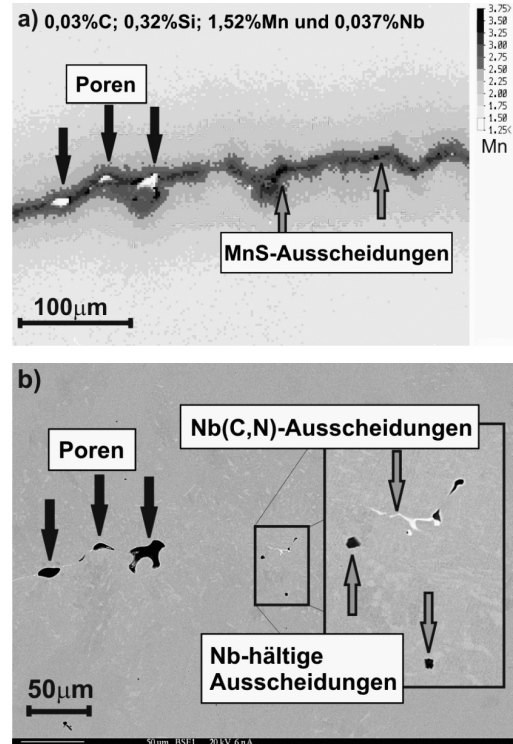 a) 0,03%C; 0,32%Si; 1,52%Mn und 0,037%Nb
Poren
MnS-Ausscheidungen
100µm
3.75>
3.50
3.25
3.00
2.75
2.50
2.25
2.00
1.75
1.50
1.25<
Mn
b)
Nb(C,N)-Ausscheidungen
Poren
Nb-hältige
Ausscheidungen
50µm
50µm BSE1 20kV 6nA